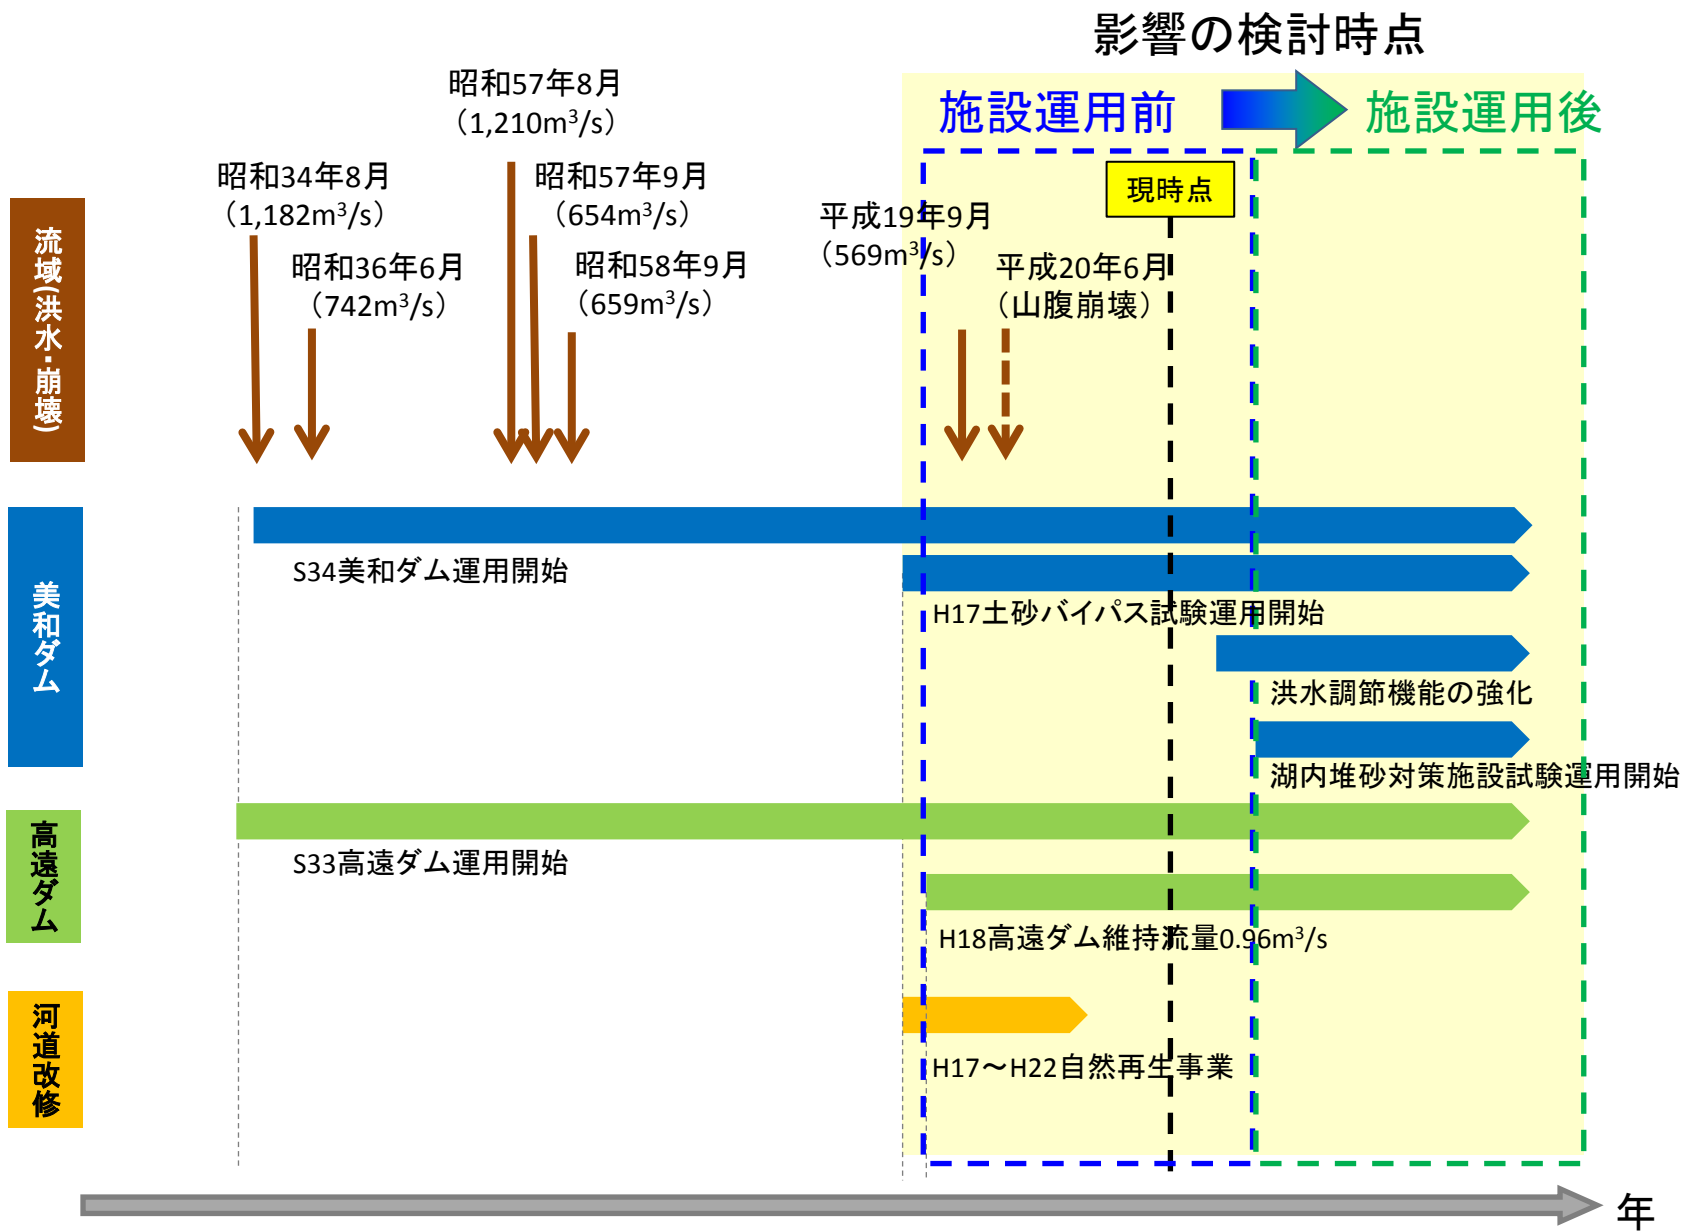 影響の検討時点
施設運用前
施設運用後
昭和57年8月
（1,210m³/s）
昭和34年8月
（1,182m³/s）
昭和57年9月
（654m³/s）
現時点
平成19年9月
（569m³/s）
昭和36年6月
（742m³/s）
昭和58年9月
（659m³/s）
平成20年6月
（山腹崩壊）
流域(洪水・崩壊)
美和ダム
S34美和ダム運用開始
H17土砂バイパス試験運用開始
洪水調節機能の強化
湖内堆砂対策施設試験運用開始
高遠ダム
S33高遠ダム運用開始
H18高遠ダム維持流量0.96m³/s
河道改修
H17～H22自然再生事業
年